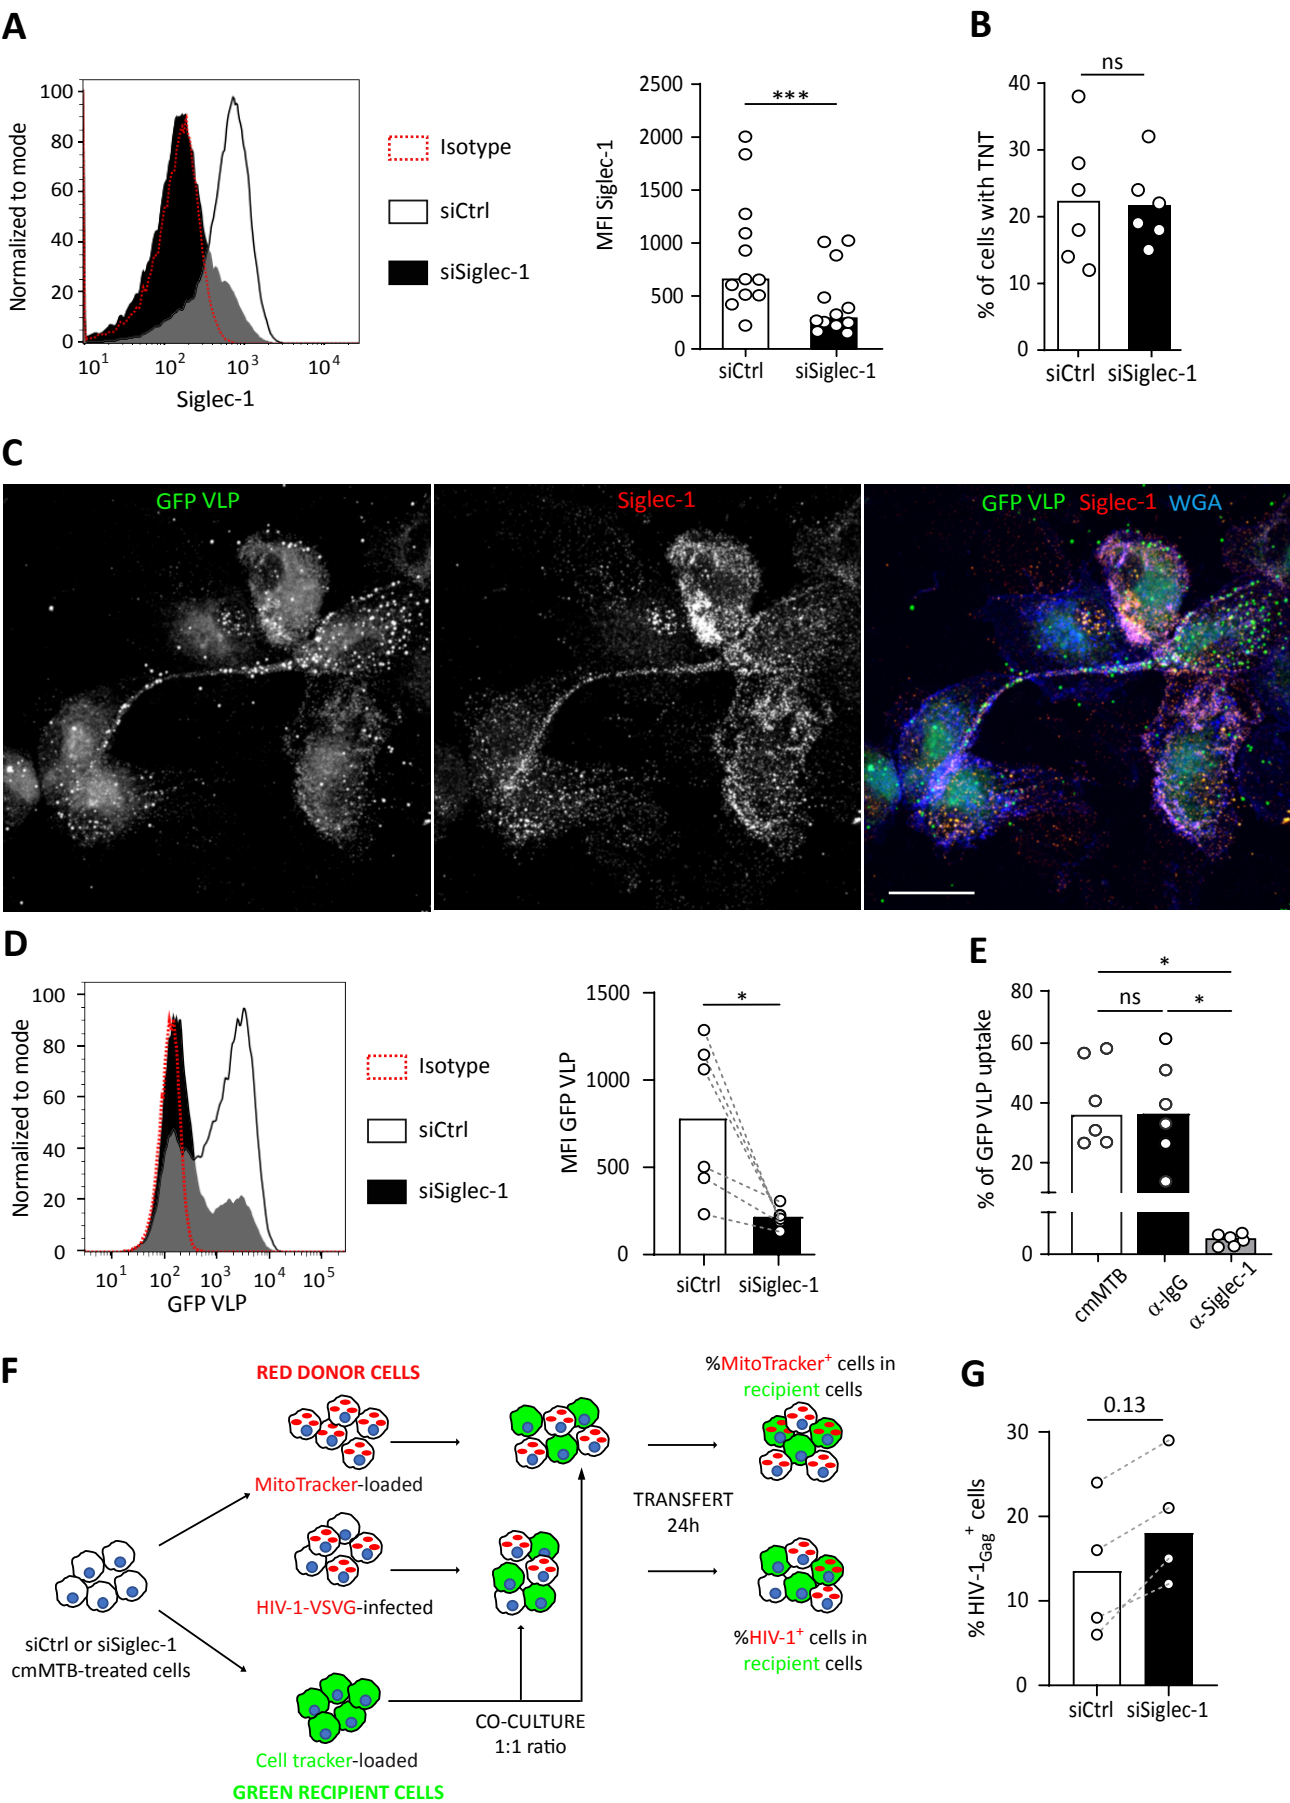 A
Normalized to mode
100
80
60
40
20
0
10^1
10^2
10^3
10^4
Siglec-1
Isotype
siCtrl
siSiglec-1
MFI Siglec-1
2500
2000
1500
1000
500
0
***
siCtrl
siSiglec-1
B
% of cells with TNT
40
30
20
10
0
ns
siCtrl
siSiglec-1
C
GFP VLP
Siglec-1
GFP VLP Siglec-1 WGA
D
Normalized to mode
100
80
60
40
20
0
10^1
10^2
10^3
10^4
10^5
GFP VLP
Isotype
siCtrl
siSiglec-1
MFI GFP VLP
1500
1000
500
0
*
siCtrl
siSiglec-1
E
% of GFP VLP uptake
80
60
40
20
0
*
ns
*
cmMTB
α-IgG
α-Siglec-1
F
RED DONOR CELLS
MitoTracker-loaded
HIV-1-VSVG-infected
siCtrl or siSiglec-1
cmMTB-treated cells
Cell tracker-loaded
GREEN RECIPIENT CELLS
CO-CULTURE
1:1 ratio
TRANSFERT
24h
%MitoTracker+ cells in
recipient cells
%HIV-1+ cells in
recipient cells
G
% HIV-1Gag+ cells
30
20
10
0
0.13
siCtrl
siSiglec-1